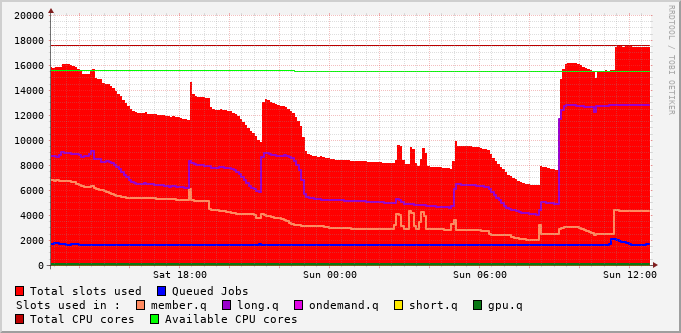 20000
18000
16000
14000
12000
10000
8000
6000
4000
2000
0
Sat 18:00 Sun 00:00 Sun 06:00 Sun 12:00
RRDTOOL / TOBI OETIKER
Total slots used Queued Jobs
Slots used in : member.q long.q ondemand.q short.q gpu.q
Total CPU cores Available CPU cores